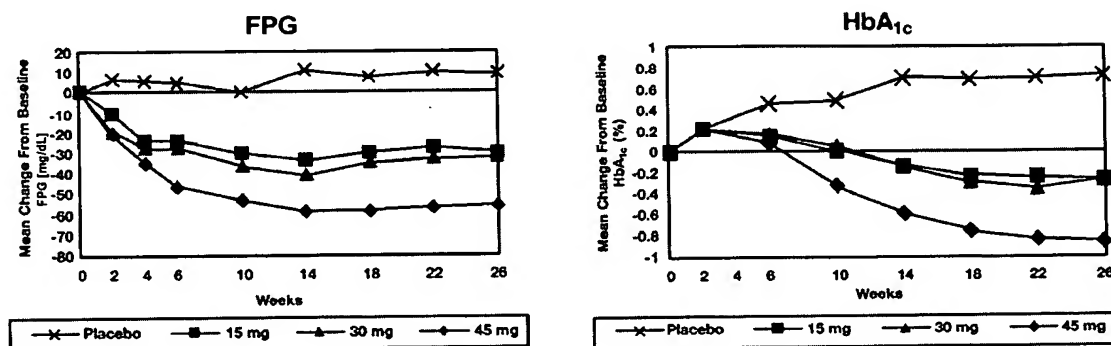 FPG
Mean Change From Baseline
FPG [mg/dL]
20
10
0
-10
-20
-30
-40
-50
-60
-70
-80
0 2 4 6 10 14 18 22 26
Weeks
Placebo 15 mg 30 mg 45 mg
HbA1c
Mean Change From Baseline
HbA1c (%)
1
0.8
0.6
0.4
0.2
0
-0.2
-0.4
-0.6
-0.8
-1
0 2 6 10 14 18 22 26
Weeks
Placebo 15 mg 30 mg 45 mg